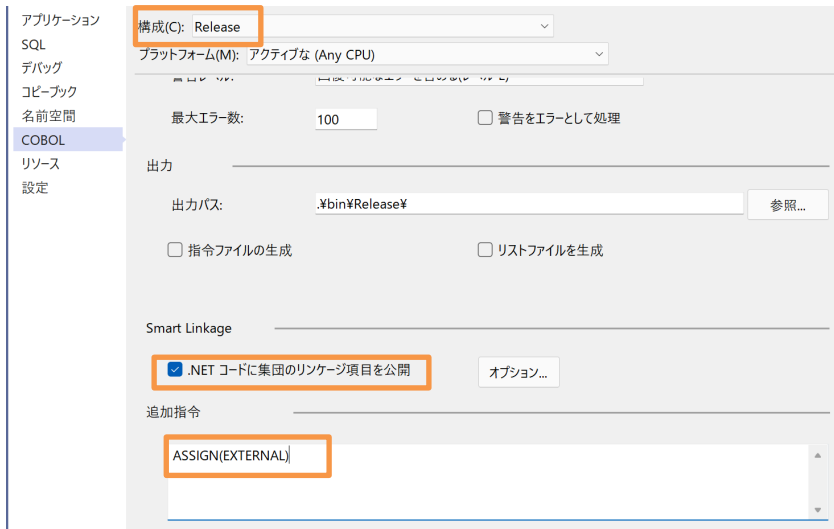 アプリケーション
SQL
デバッグ
コピーブック
名前空間
COBOL
リソース
設定
構成(C): Release
プラットフォーム(M): アクティブな (Any CPU)
最大エラー数: 100 警告をエラーとして処理
出力
出力パス: .¥bin¥Release¥ 参照...
指令ファイルの生成 リストファイルを生成
Smart Linkage
.NET コードに集団のリンケージ項目を公開 オプション...
追加指令
ASSIGN(EXTERNAL)